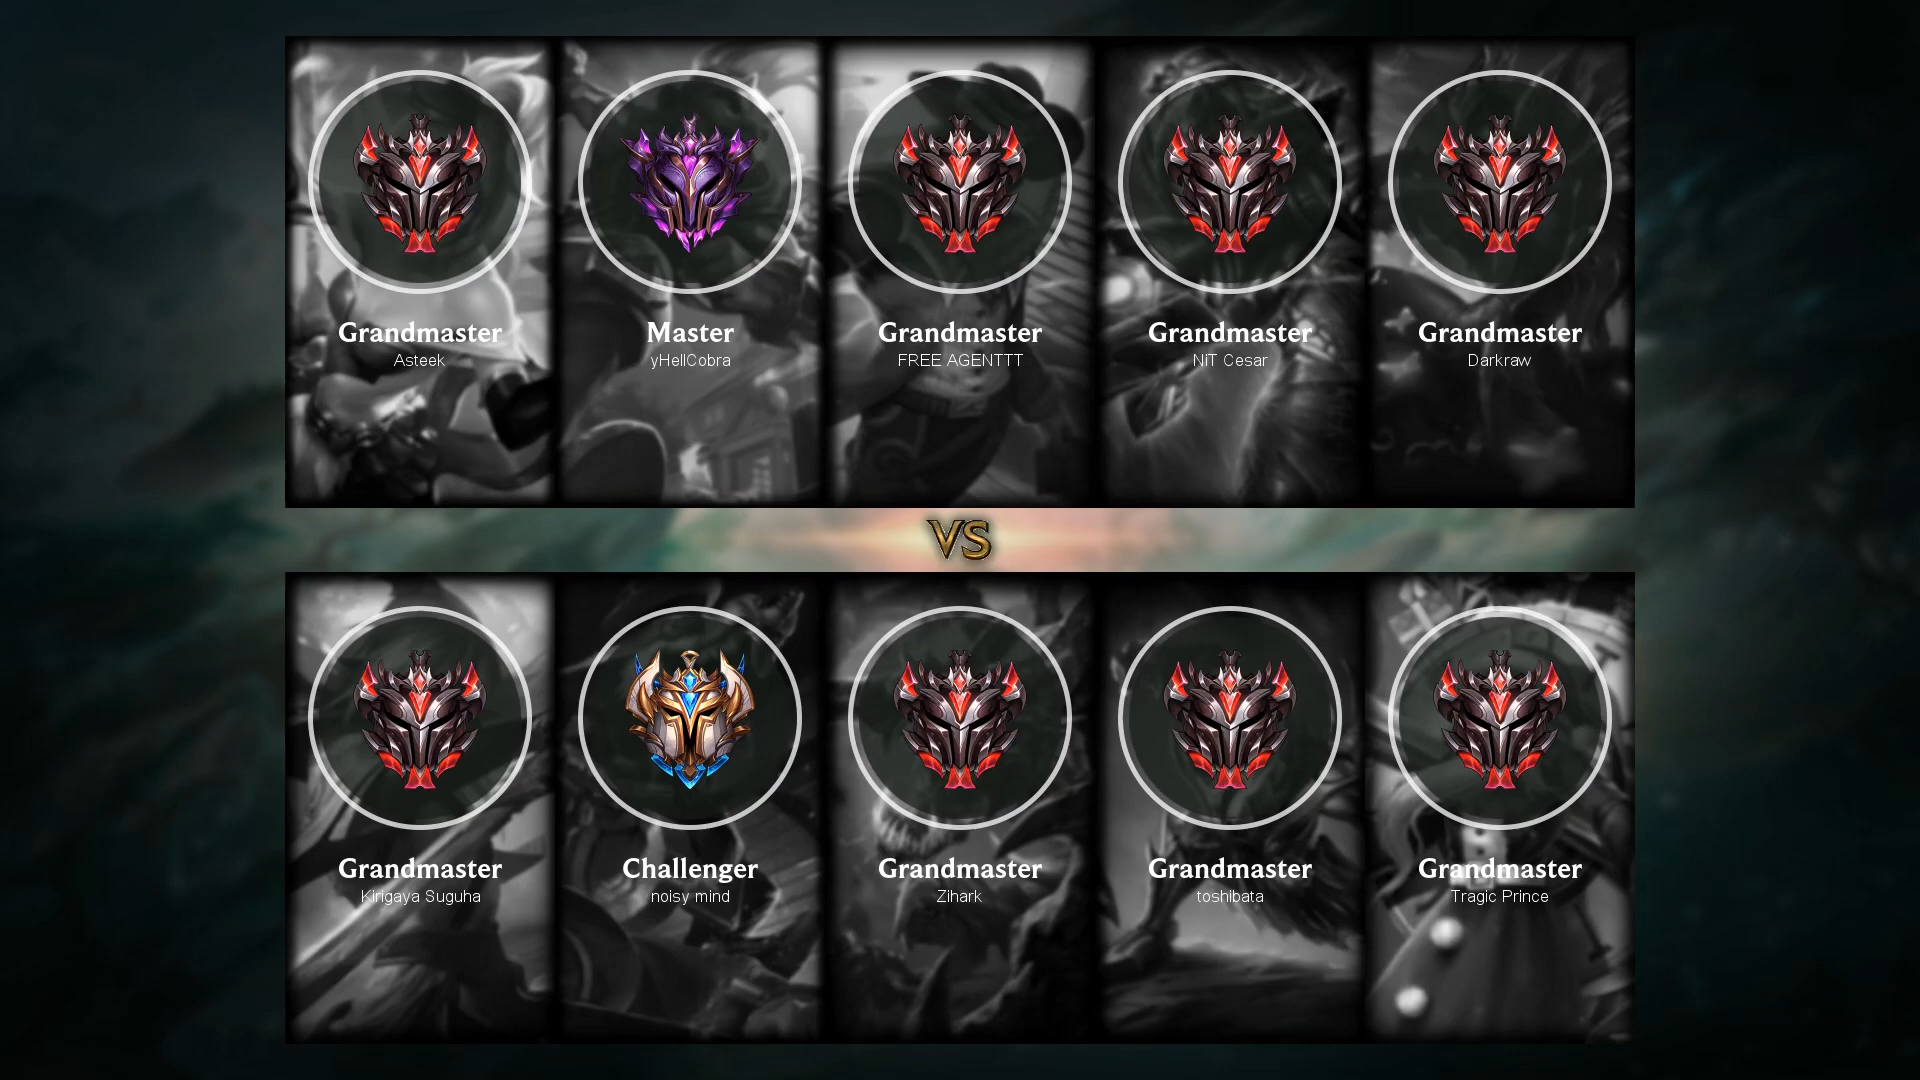 Grandmaster
Asteek
Master
yHellCobra
Grandmaster
FREE AGENTTT
Grandmaster
NiT Cesar
Grandmaster
Darkraw
VS
Grandmaster
Kirigaya Suguha
Challenger
noisy mind
Grandmaster
Zihark
Grandmaster
toshibata
Grandmaster
Tragic Prince